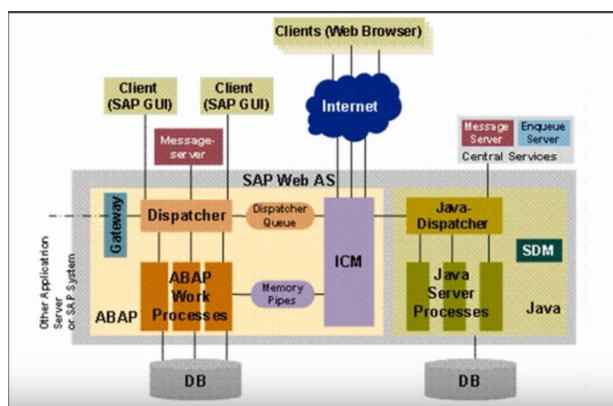 Clients (Web Browser)
Client
(SAP GUI)
Client
(SAP GUI)
Internet
Message-
server
Message
Server
Enqueue
Server
Central Services
SAP Web AS
Gateway
Dispatcher
Dispatcher
Queue
ICM
Java-
Dispatcher
SDM
Other Application
Server
or SAP System
ABAP
Work
Processes
Memory
Pipes
Java
Server
Processes
ABAP
Java
DB
DB